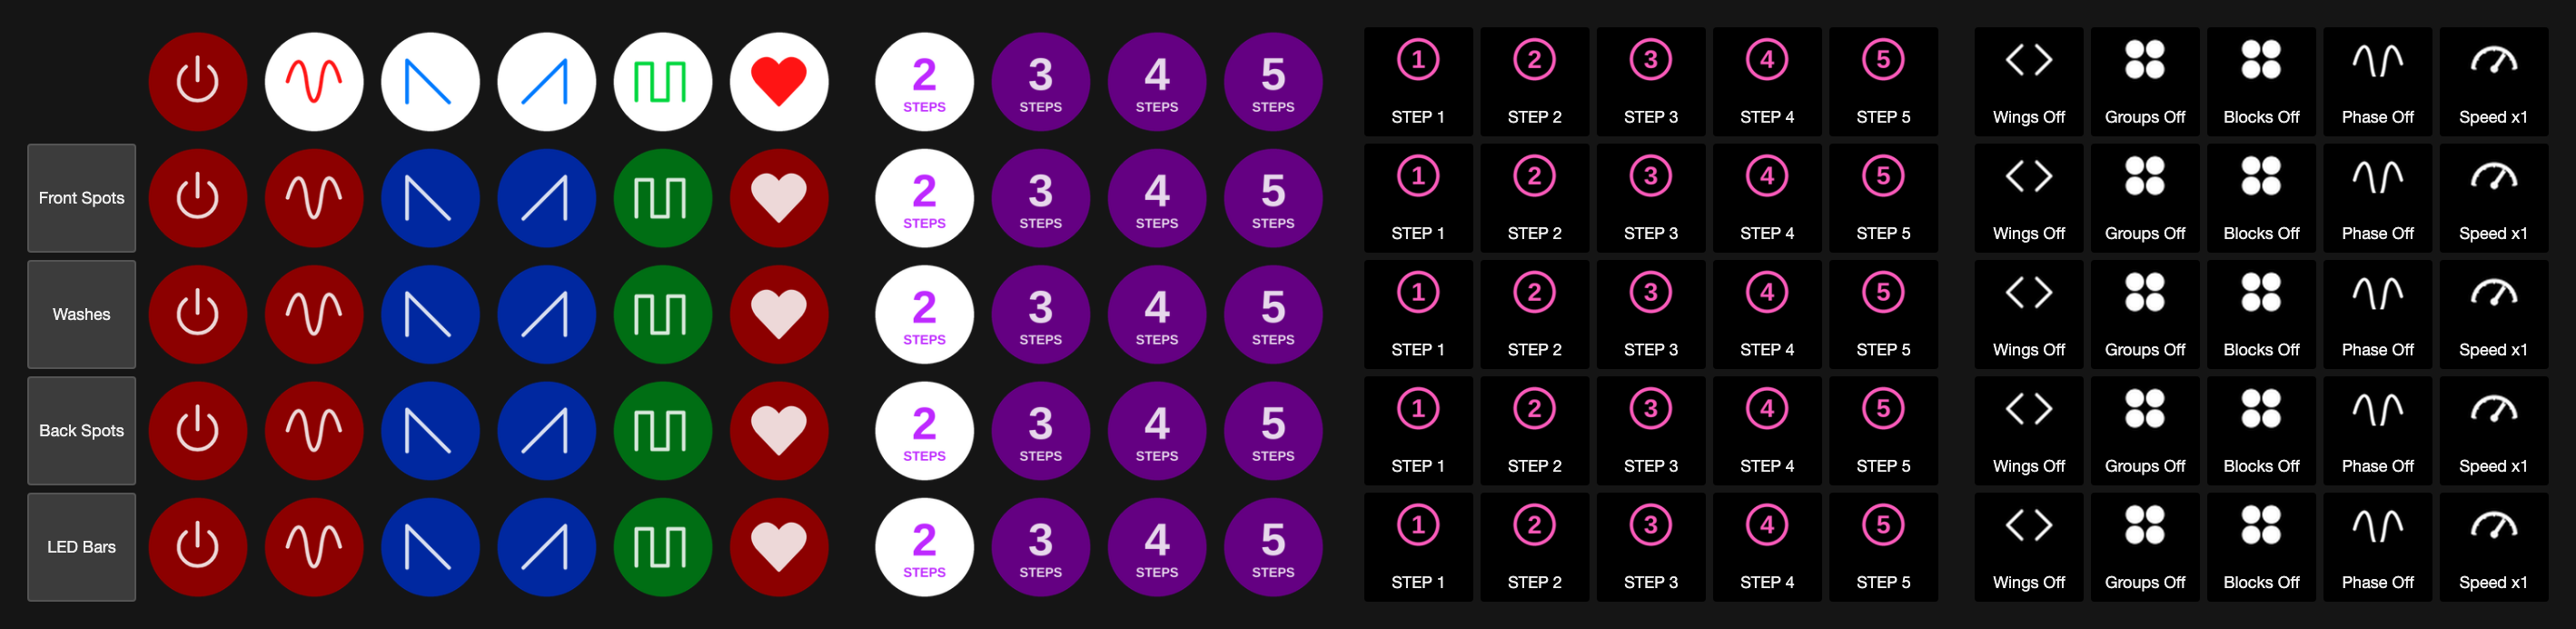 2 STEPS 3 STEPS 4 STEPS 5 STEPS 1 STEP 1 2 STEP 2 3 STEP 3 4 STEP 4 5 STEP 5 Wings Off Groups Off Blocks Off Phase Off Speed x1
Front Spots 2 STEPS 3 STEPS 4 STEPS 5 STEPS 1 STEP 1 2 STEP 2 3 STEP 3 4 STEP 4 5 STEP 5 Wings Off Groups Off Blocks Off Phase Off Speed x1
Washes 2 STEPS 3 STEPS 4 STEPS 5 STEPS 1 STEP 1 2 STEP 2 3 STEP 3 4 STEP 4 5 STEP 5 Wings Off Groups Off Blocks Off Phase Off Speed x1
Back Spots 2 STEPS 3 STEPS 4 STEPS 5 STEPS 1 STEP 1 2 STEP 2 3 STEP 3 4 STEP 4 5 STEP 5 Wings Off Groups Off Blocks Off Phase Off Speed x1
LED Bars 2 STEPS 3 STEPS 4 STEPS 5 STEPS 1 STEP 1 2 STEP 2 3 STEP 3 4 STEP 4 5 STEP 5 Wings Off Groups Off Blocks Off Phase Off Speed x1